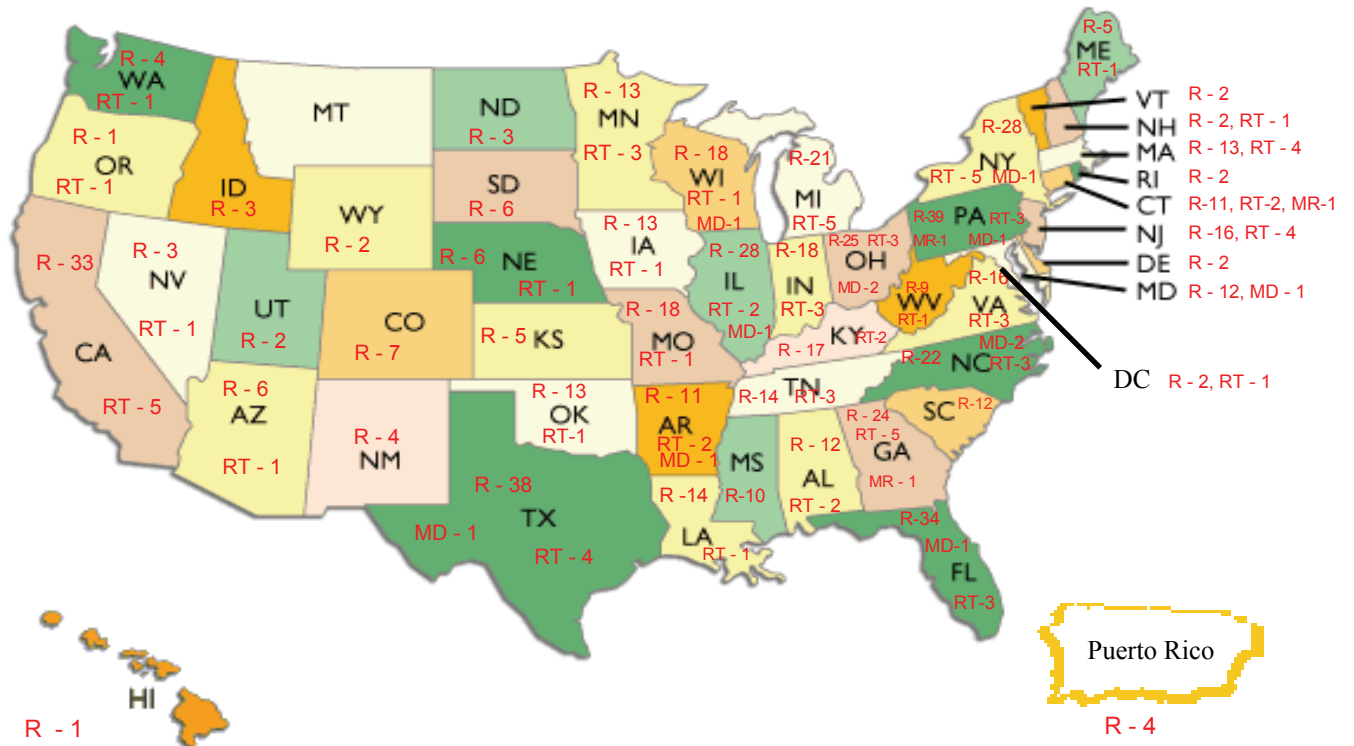 R - 4
WA
RT - 1
R - 1
OR
RT - 1
ID
R - 3
MT
ND
R - 3
SD
R - 6
WY
R - 2
R - 6
NE
RT - 1
R - 33
CA
RT - 5
R - 3
NV
RT - 1
UT
R - 2
CO
R - 7
R - 5 KS
R - 6
AZ
RT - 1
R - 4
NM
R - 13
OK
RT-1
R - 38
TX
MD - 1
RT - 4
R - 13
MN
RT - 3
R - 13
IA
RT - 1
R - 18
MO
RT - 1
R - 11
AR
RT - 2
MD - 1
R -14
LA
RT - 1
R - 18
WI
RT - 1
MD-1
R - 28
IL
RT - 2
MD-1
R-21
MI
RT-5
R-18
IN
RT-3
R-25 RT-3
OH
MD-2
KY RT-2
R - 17
TN
R-14 RT-3
MS
R-10
R - 12
AL
RT - 2
R - 24
RT - 5
GA
MR - 1
R-34
MD-1
FL
RT-3
SC R-12
R-22 NC RT-3
R-16
VA
RT-3
MD-2
R-9
WV
RT-1
R-39 PA RT-3
MR-1 MD-1
R-28
NY
RT - 5 MD-1
R-5
ME
RT-1
VT R - 2
NH R - 2, RT - 1
MA R - 13, RT - 4
RI R - 2
CT R-11, RT-2, MR-1
NJ R -16, RT - 4
DE R - 2
MD R - 12, MD - 1
DC R - 2, RT - 1
HI
R - 1
Puerto Rico
R - 4